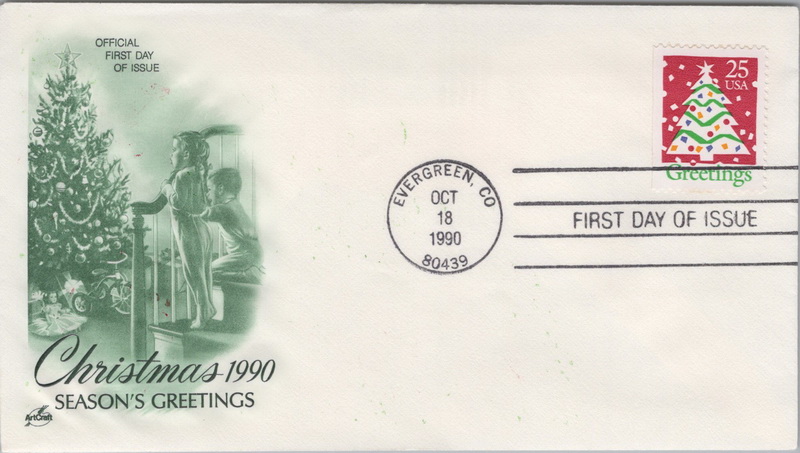 OFFICIAL
FIRST DAY
OF ISSUE
25
USA
Greetings
EVERGREEN, CO
OCT
18
1990
80439
FIRST DAY OF ISSUE
Christmas 1990
SEASON'S GREETINGS
ArtCraft